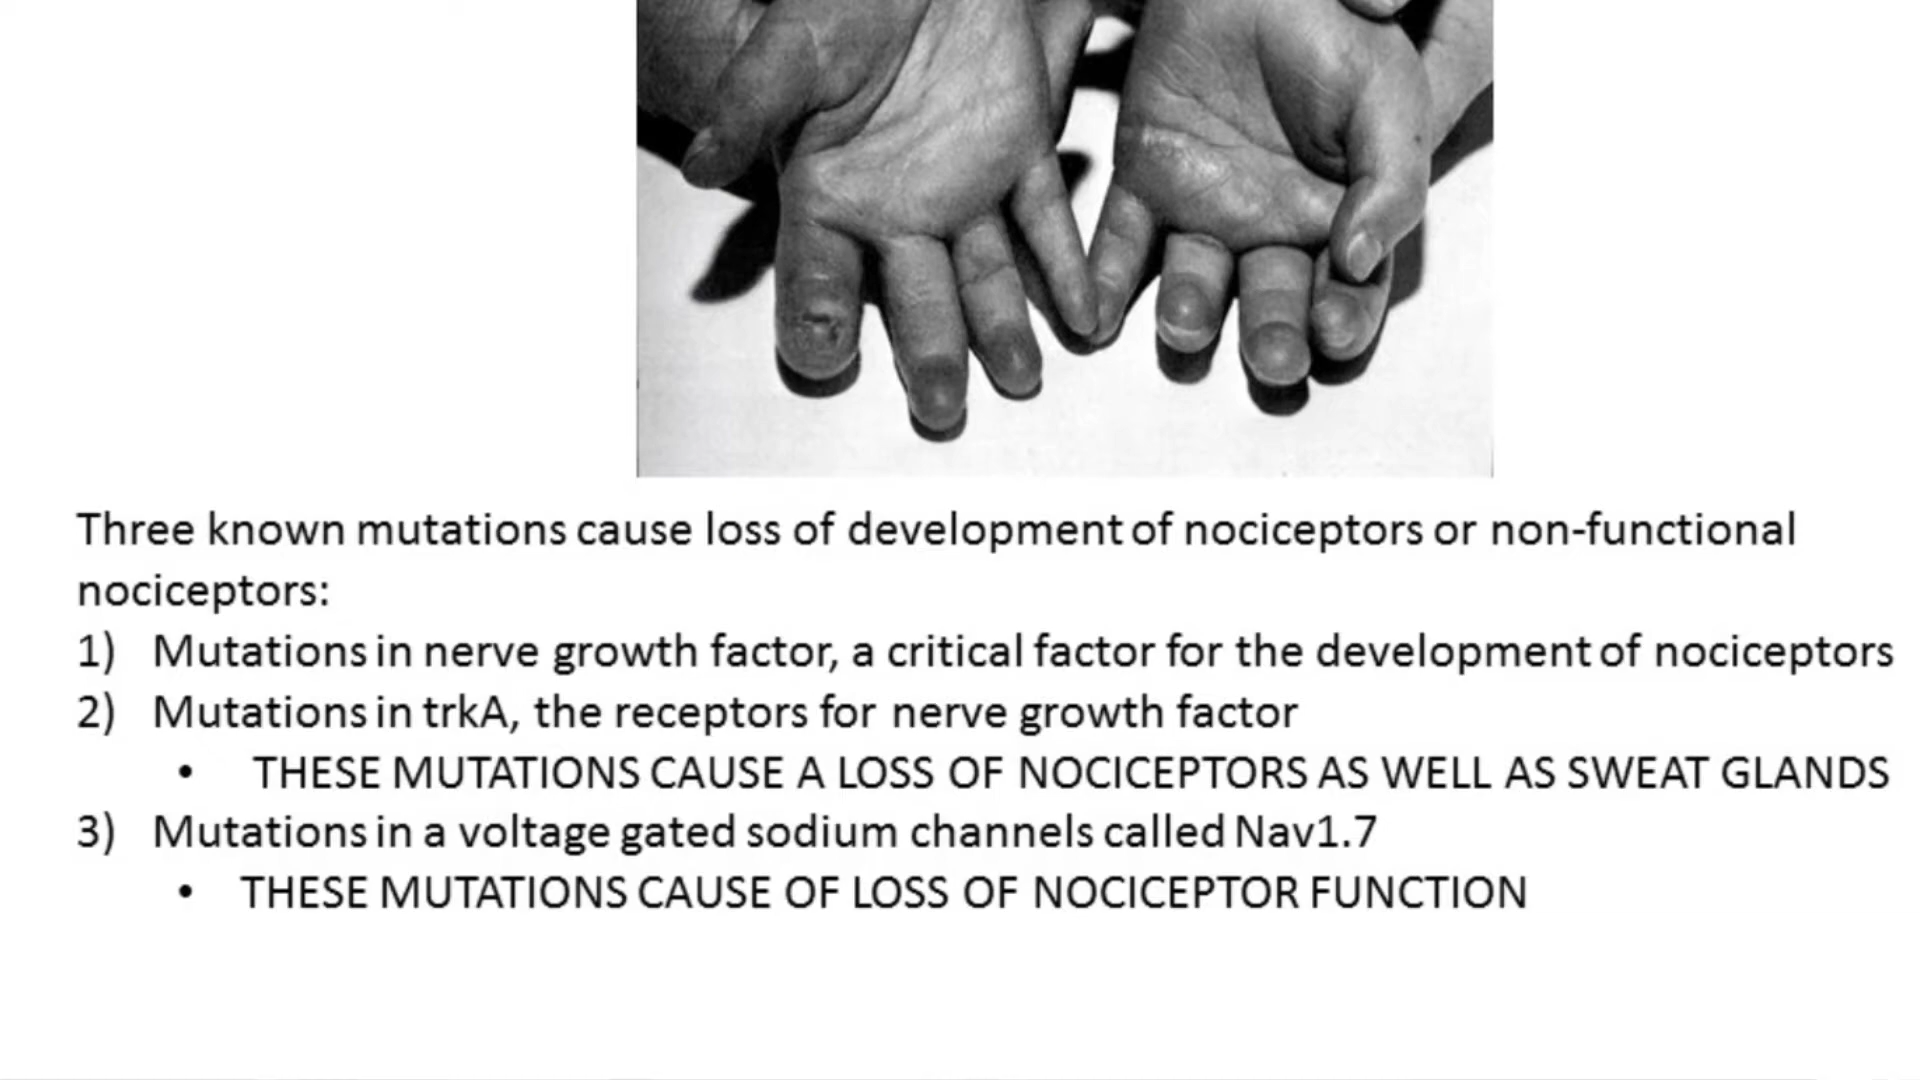 Three known mutations cause loss of development of nociceptors or non-functional
nociceptors:
1) Mutations in nerve growth factor, a critical factor for the development of nociceptors
2) Mutations in trkA, the receptors for nerve growth factor
• THESE MUTATIONS CAUSE A LOSS OF NOCICEPTORS AS WELL AS SWEAT GLANDS
3) Mutations in a voltage gated sodium channels called Nav1.7
• THESE MUTATIONS CAUSE OF LOSS OF NOCICEPTOR FUNCTION